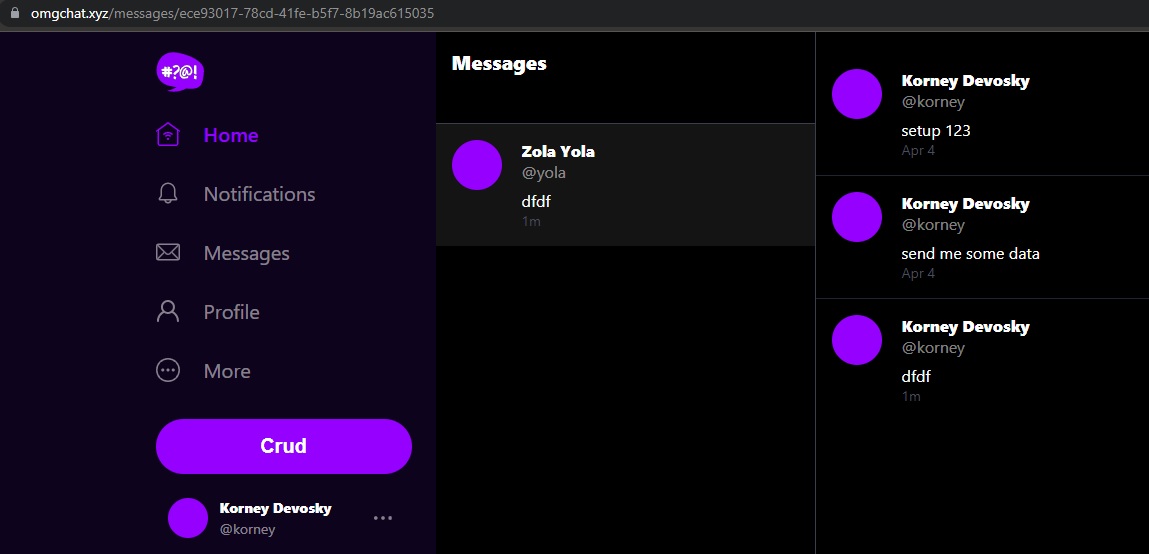 omgchat.xyz/messages/ece93017-78cd-41fe-b5f7-8b19ac615035
#?@!
Home
Notifications
Messages
Profile
More
Crud
Korney Devosky
@korney
Messages
Zola Yola
@yola
dfdf
1m
Korney Devosky
@korney
setup 123
Apr 4
Korney Devosky
@korney
send me some data
Apr 4
Korney Devosky
@korney
dfdf
1m